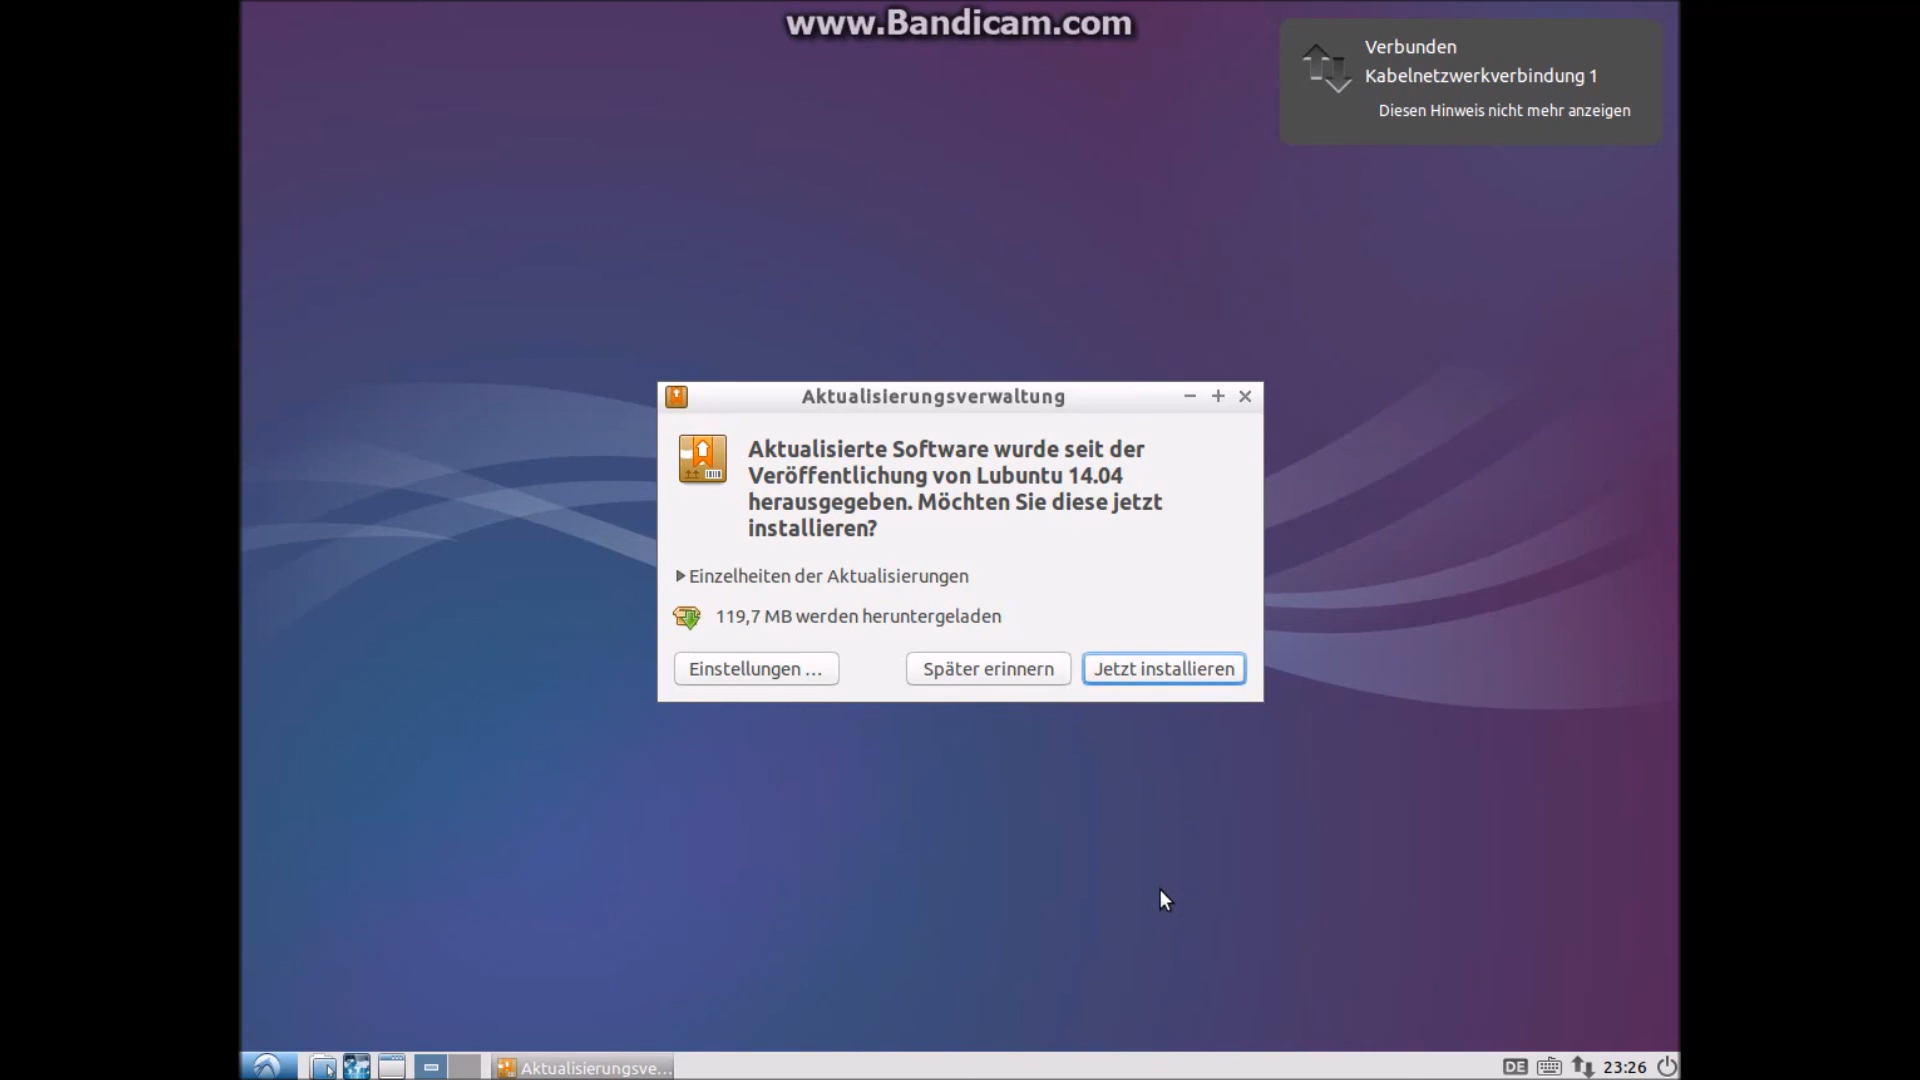 www.Bandicam.com
Verbunden
Kabelnetzwerkverbindung 1
Diesen Hinweis nicht mehr anzeigen
Aktualisierungsverwaltung
Aktualisierte Software wurde seit der
Veröffentlichung von Lubuntu 14.04
herausgegeben. Möchten Sie diese jetzt
installieren?
Einzelheiten der Aktualisierungen
119,7 MB werden heruntergeladen
Einstellungen …
Später erinnern
Jetzt installieren
Aktualisierungsve...
DE
23:26